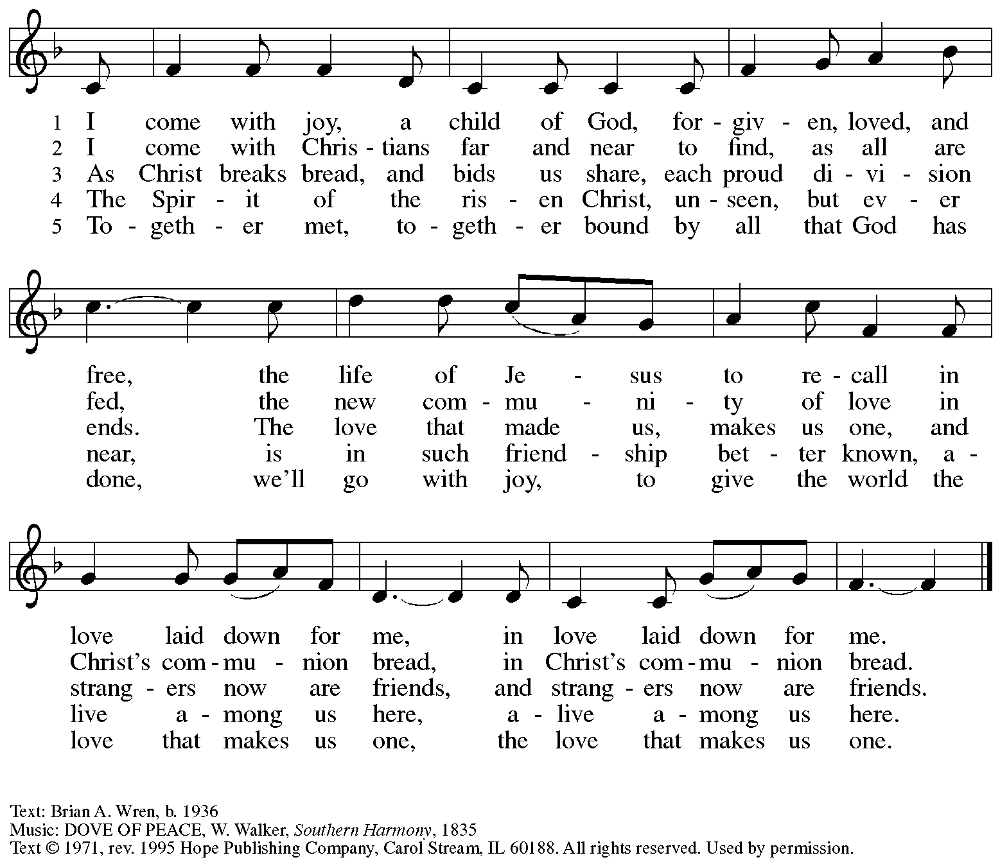 1 I come with joy, a child of God, for - giv - en, loved, and
2 I come with Chris - tians far and near to find, as all are
3 As Christ breaks bread, and bids us share, each proud di - vi - sion
4 The Spir - it of the ris - en Christ, un - seen, but ev - er
5 To - geth - er met, to - geth - er bound by all that God has
free, the life of Je - sus to re - call in
fed, the new com - mu - ni - ty of love in
ends. The love that made us, makes us one, and
near, is in such friend - ship bet - ter known, a -
done, we'll go with joy, to give the world the
love laid down for me, in love laid down for me.
Christ's com - mu - nion bread, in Christ's com - mu - nion bread.
strang - ers now are friends, and strang - ers now are friends.
live a - mong us here, a - live a - mong us here.
love that makes us one, the love that makes us one.
Text: Brian A. Wren, b. 1936
Music: DOVE OF PEACE, W. Walker, Southern Harmony, 1835
Text © 1971, rev. 1995 Hope Publishing Company, Carol Stream, IL 60188. All rights reserved. Used by permission.